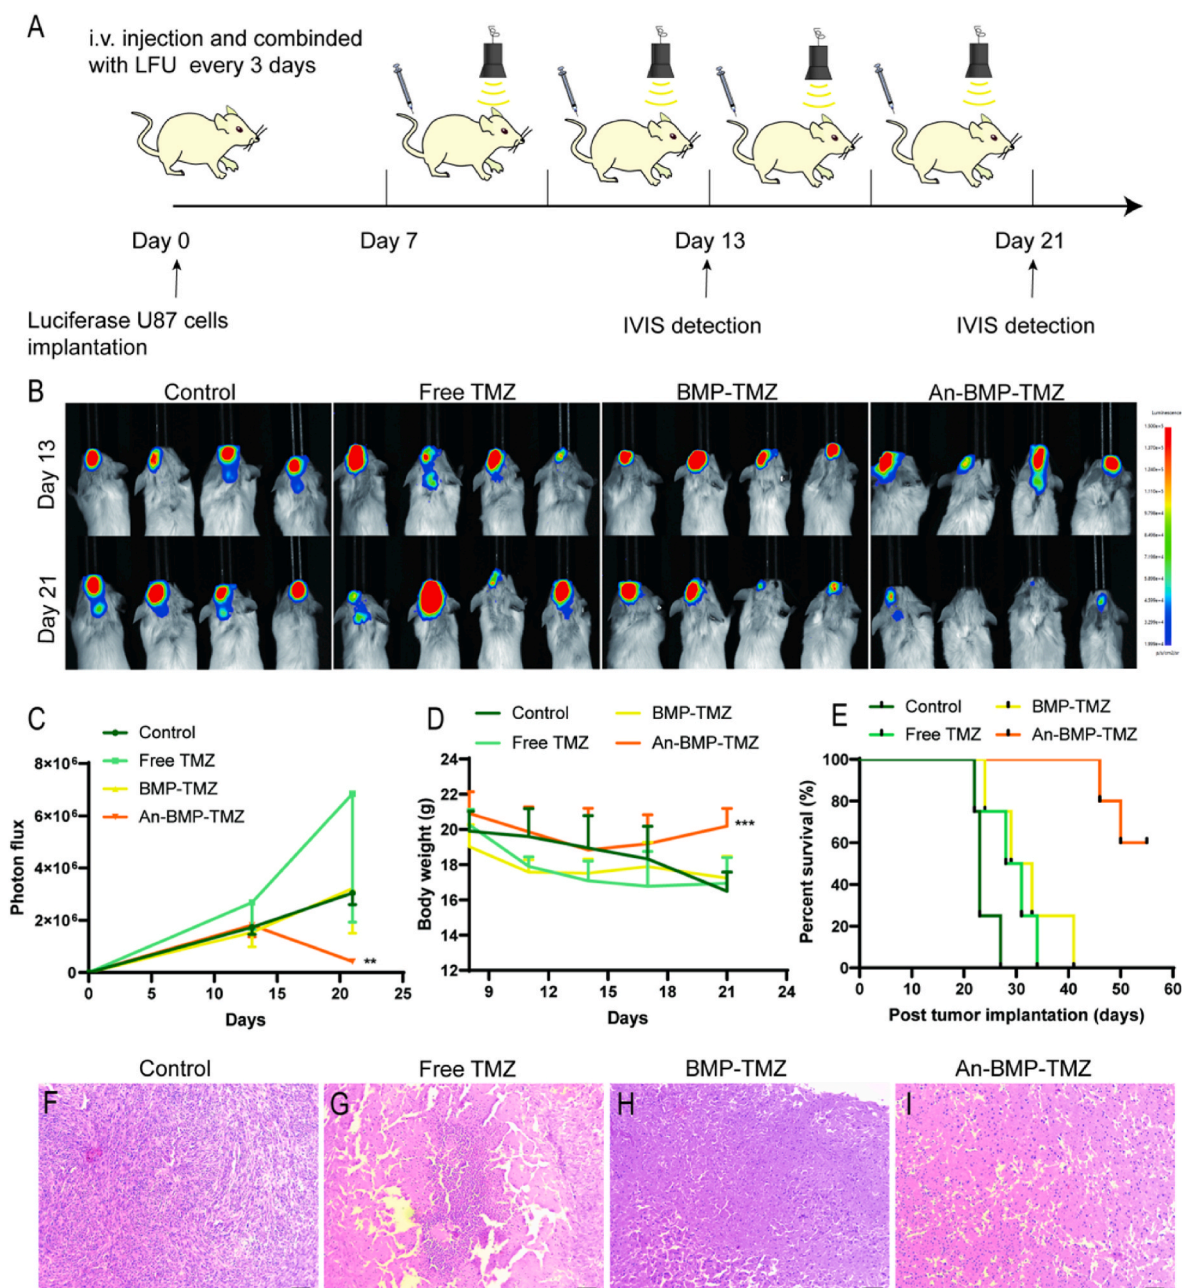 A
i.v. injection and combinded
with LFU every 3 days
Day 0
Day 7
Day 13
Day 21
Luciferase U87 cells
implantation
IVIS detection
IVIS detection
B
Control
Free TMZ
BMP-TMZ
An-BMP-TMZ
Day 13
Day 21
Luminescence
C
Control
Free TMZ
BMP-TMZ
An-BMP-TMZ
Photon flux
8×10⁶
6×10⁶
4×10⁶
2×10⁶
0
**
0 5 10 15 20 25
Days
D
Control
BMP-TMZ
Free TMZ
An-BMP-TMZ
Body weight (g)
24
22
20
18
16
14
12
***
9 12 15 18 21 24
Days
E
Control
BMP-TMZ
Free TMZ
An-BMP-TMZ
Percent survival (%)
100
80
60
40
20
0
0 10 20 30 40 50 60
Post tumor implantation (days)
Control
Free TMZ
BMP-TMZ
An-BMP-TMZ
F
G
H
I